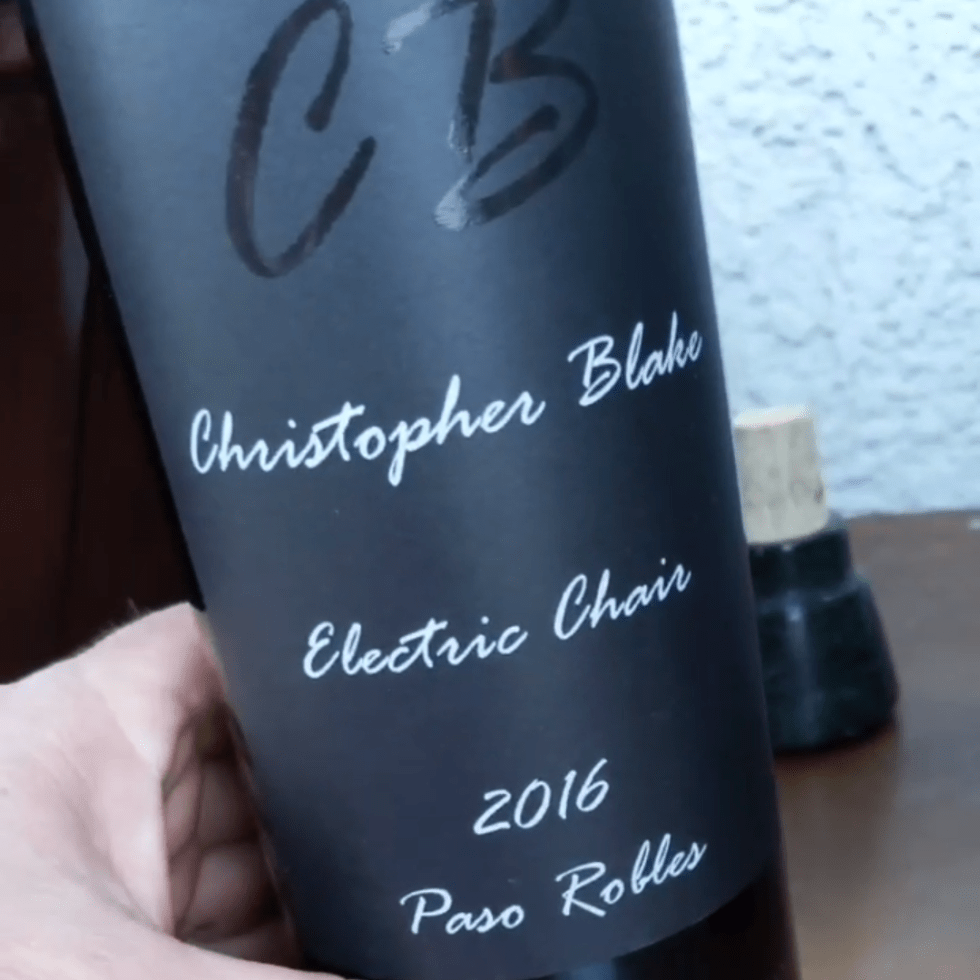 CB
Christopher Blake
Electric Chair
2016
Paso Robles